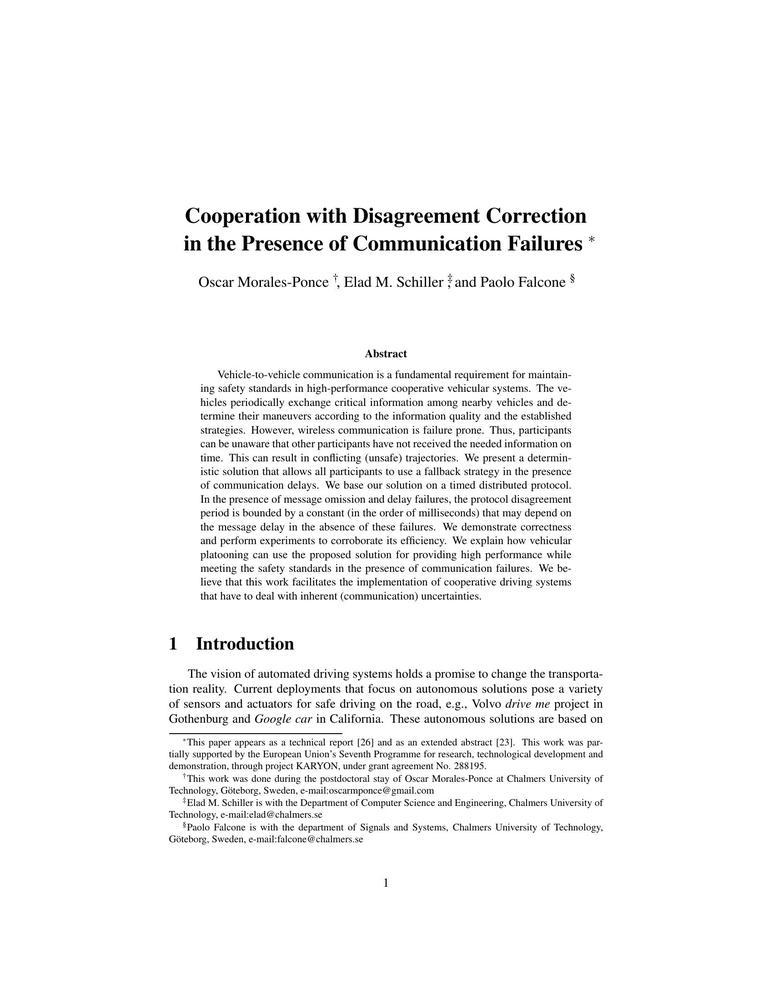 Cooperation with Disagreement Correction
in the Presence of Communication Failures *
Oscar Morales-Ponce †, Elad M. Schiller ‡, and Paolo Falcone §
Abstract
Vehicle-to-vehicle communication is a fundamental requirement for maintain-
ing safety standards in high-performance cooperative vehicular systems. The ve-
hicles periodically exchange critical information among nearby vehicles and de-
termine their maneuvers according to the information quality and the established
strategies. However, wireless communication is failure prone. Thus, participants
can be unaware that other participants have not received the needed information on
time. This can result in conflicting (unsafe) trajectories. We present a determin-
istic solution that allows all participants to use a fallback strategy in the presence
of communication delays. We base our solution on a timed distributed protocol.
In the presence of message omission and delay failures, the protocol disagreement
period is bounded by a constant (in the order of milliseconds) that may depend on
the message delay in the absence of these failures. We demonstrate correctness
and perform experiments to corroborate its efficiency. We explain how vehicular
platooning can use the proposed solution for providing high performance while
meeting the safety standards in the presence of communication failures. We be-
lieve that this work facilitates the implementation of cooperative driving systems
that have to deal with inherent (communication) uncertainties.
1 Introduction
The vision of automated driving systems holds a promise to change the transporta-
tion reality. Current deployments that focus on autonomous solutions pose a variety
of sensors and actuators for safe driving on the road, e.g., Volvo drive me project in
Gothenburg and Google car in California. These autonomous solutions are based on
*This paper appears as a technical report [26] and as an extended abstract [23]. This work was par-
tially supported by the European Union's Seventh Programme for research, technological development and
demonstration, through project KARYON, under grant agreement No. 288195.
†This work was done during the postdoctoral stay of Oscar Morales-Ponce at Chalmers University of
Technology, Göteborg, Sweden, e-mail:oscarmponce@gmail.com
‡Elad M. Schiller is with the Department of Computer Science and Engineering, Chalmers University of
Technology, e-mail:elad@chalmers.se
§Paolo Falcone is with the department of Signals and Systems, Chalmers University of Technology,
Göteborg, Sweden, e-mail:falcone@chalmers.se
1